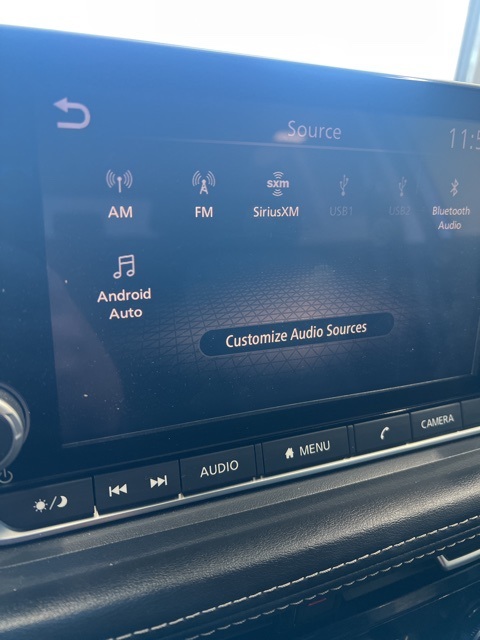 Source
11:5
AM
FM
sxm
SiriusXM
USB1
USB2
Bluetooth
Audio
Android
Auto
Customize Audio Sources
AUDIO
MENU
CAMERA